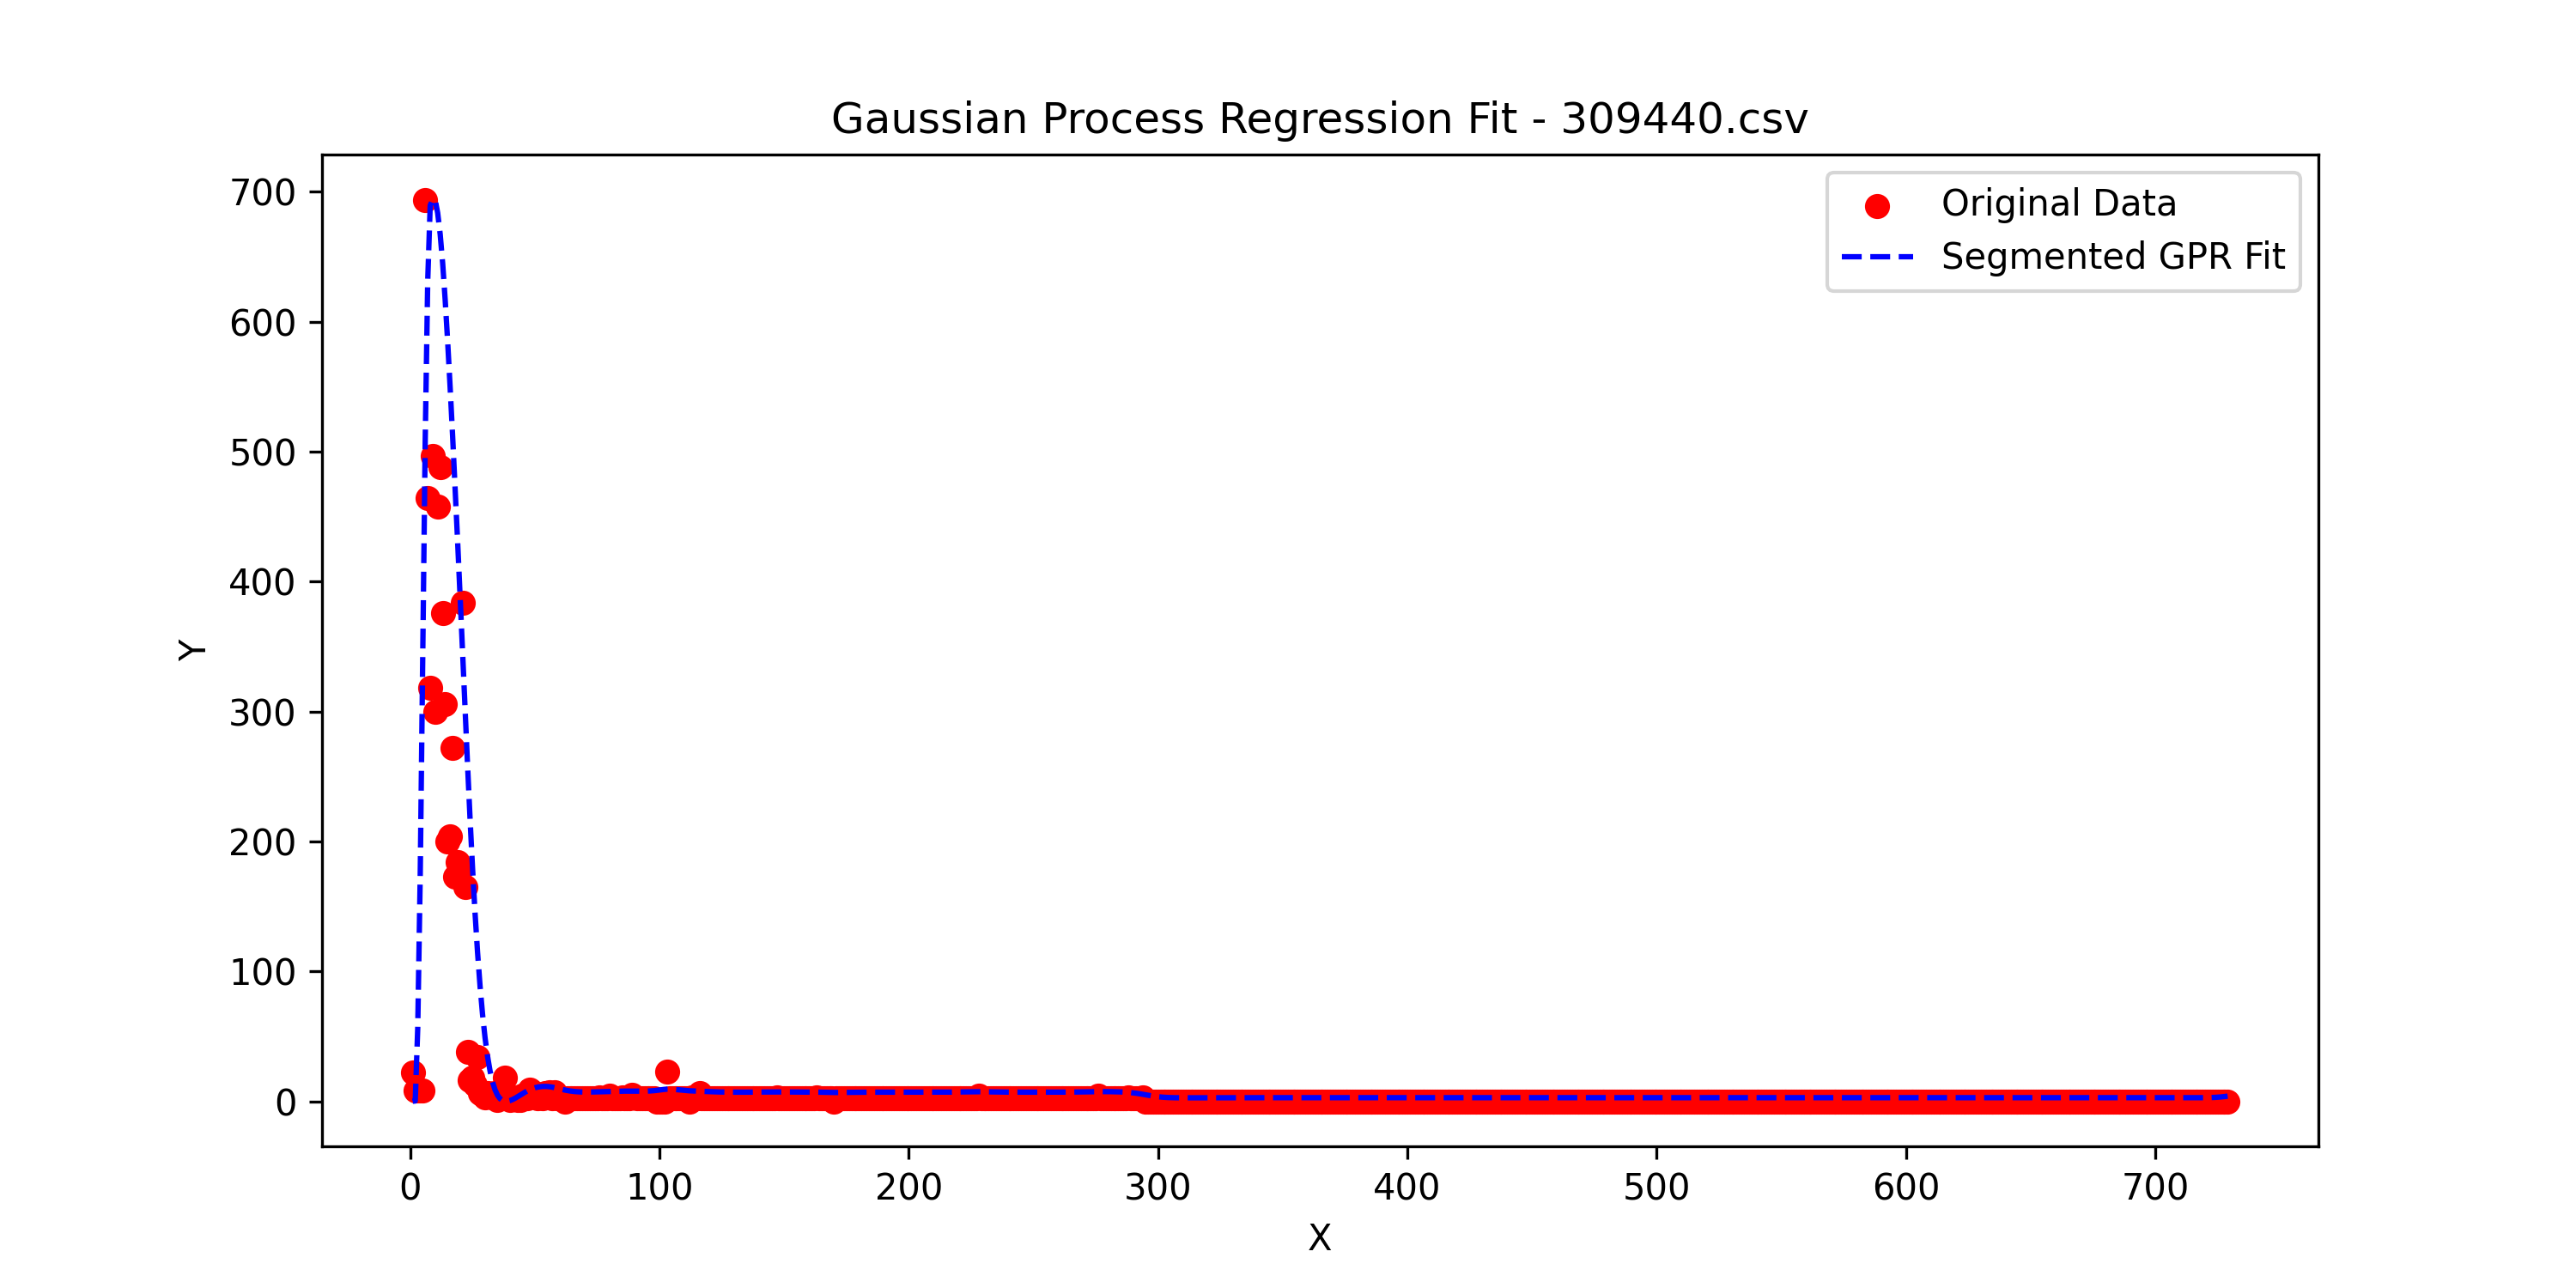 Gaussian Process Regression Fit - 309440.csv
Original Data
Segmented GPR Fit
700
600
500
400
300
200
100
0
Y
0 100 200 300 400 500 600 700
X